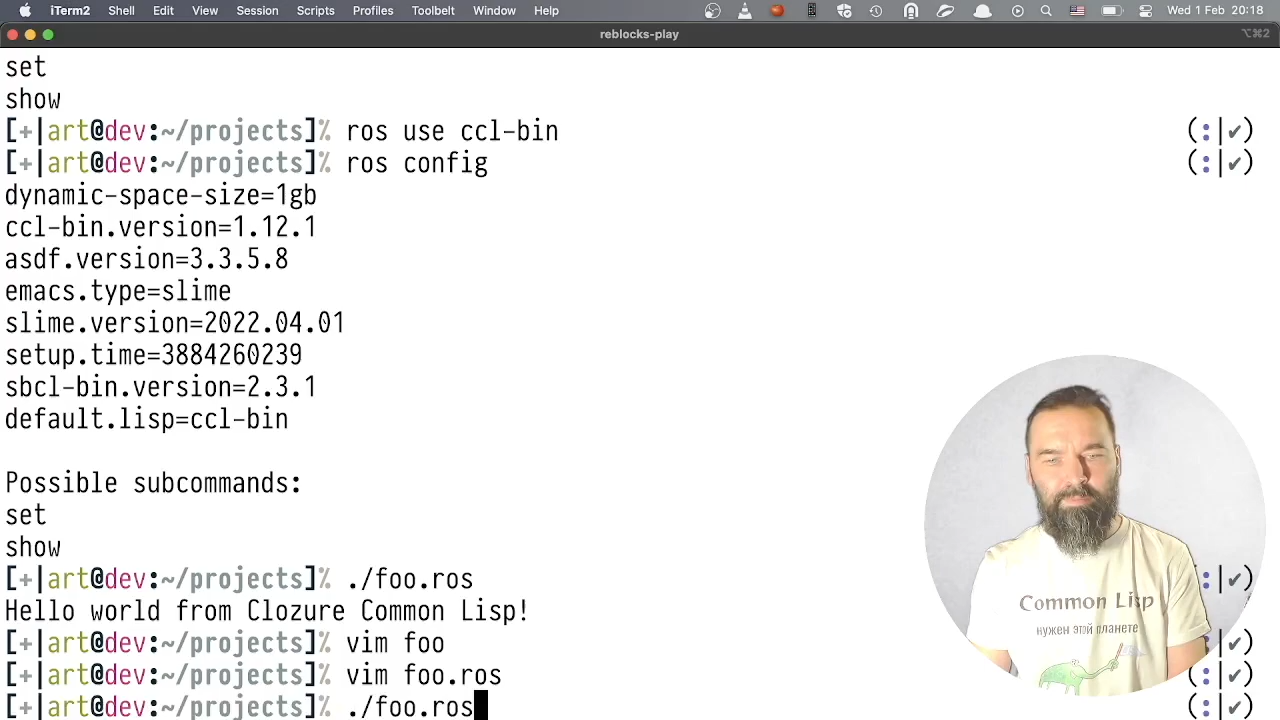 iTerm2 Shell Edit View Session Scripts Profiles Toolbelt Window Help Wed 1 Feb 20:18
reblocks-play ⌥⌘2
set
show
[+|art@dev:~/projects]% ros use ccl-bin (:|✔)
[+|art@dev:~/projects]% ros config (:|✔)
dynamic-space-size=1gb
ccl-bin.version=1.12.1
asdf.version=3.3.5.8
emacs.type=slime
slime.version=2022.04.01
setup.time=3884260239
sbcl-bin.version=2.3.1
default.lisp=ccl-bin
Possible subcommands:
set
show
[+|art@dev:~/projects]% ./foo.ros :|✔)
Hello world from Clozure Common Lisp!
[+|art@dev:~/projects]% vim foo :|✔)
[+|art@dev:~/projects]% vim foo.ros (:|✔)
[+|art@dev:~/projects]% ./foo.ros (:|✔)
Common Lisp
нужен этой планете